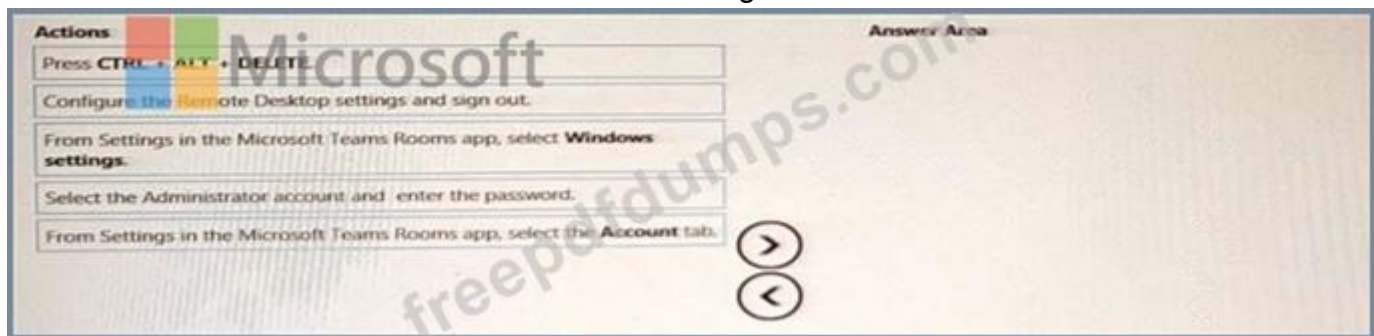 Actions
Answer Area
Press CTRL + ALT + DELETE
Microsoft
Configure the Remote Desktop settings and sign out.
From Settings in the Microsoft Teams Rooms app, select Windows
settings.
Select the Administrator account and enter the password.
From Settings in the Microsoft Teams Rooms app, select the Account tab.
freepdfdumps.com